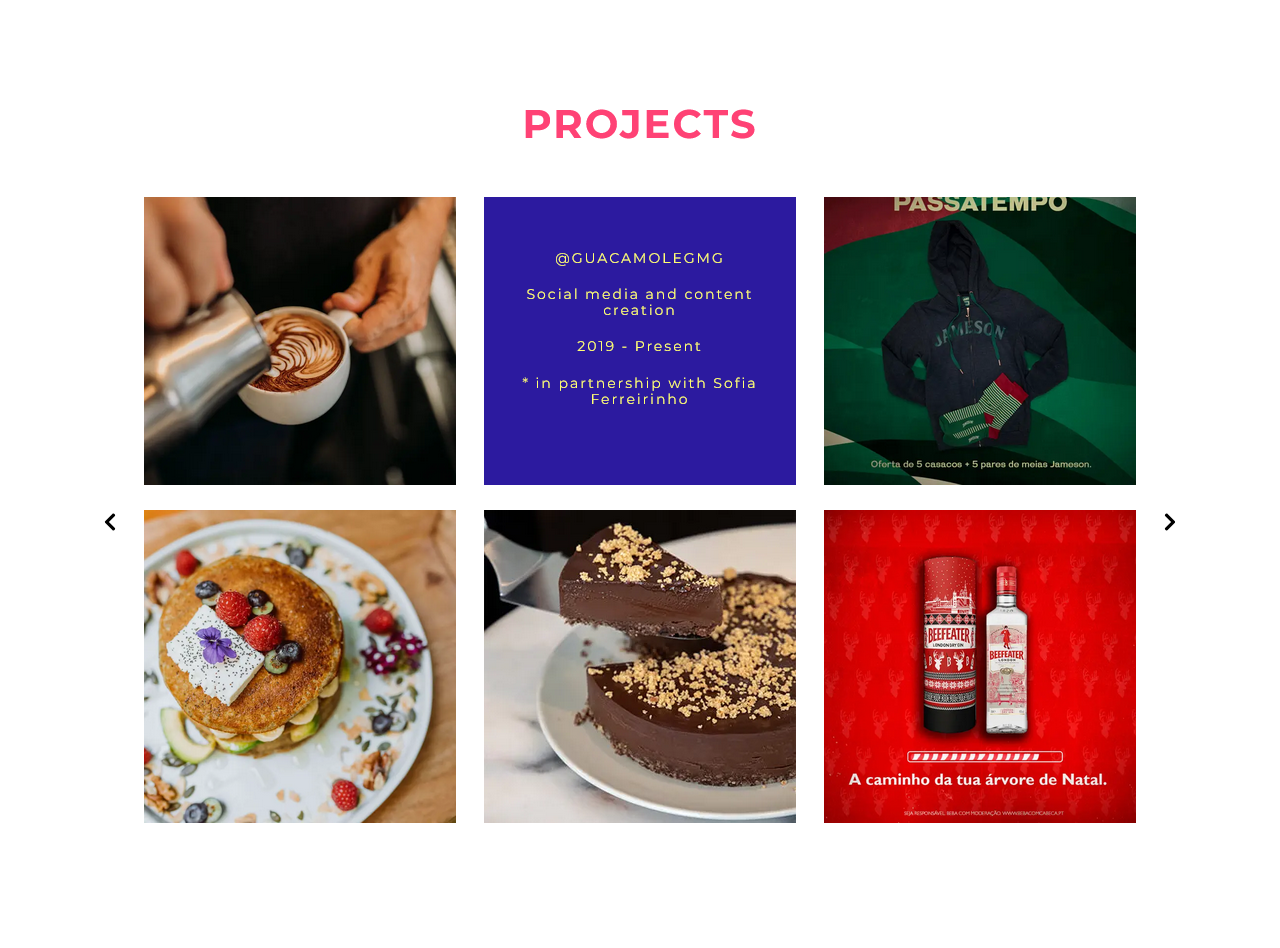 PROJECTS
@GUACAMOLEGMG
Social media and content
creation
2019 - Present
* in partnership with Sofia
Ferreirinho
PASSATEMPO
JAMESON
Oferta de 5 casacos + 5 pares de meias Jameson.
BEEFEATER
LONDON DRY GIN
B B B
BEEFEATER
LONDON
A caminho da tua árvore de Natal.
SEJA RESPONSÁVEL. BEBA COM MODERAÇÃO. WWW.BEBACOMCABECA.PT